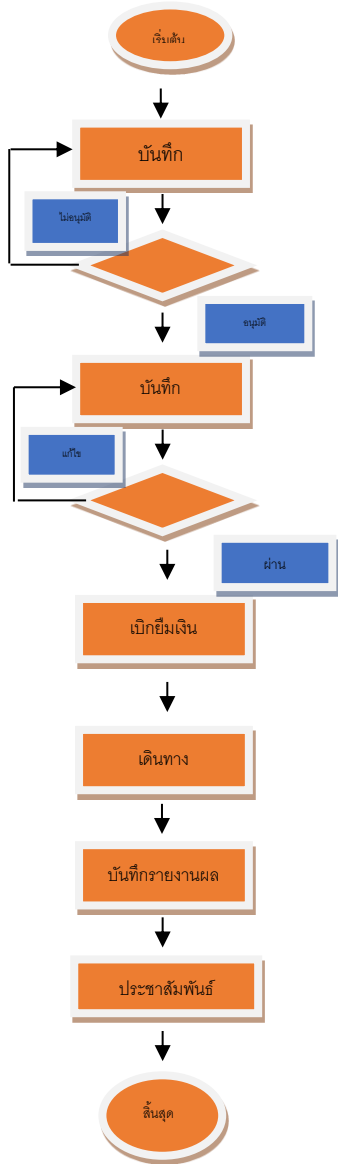 เริ่มต้น
บันทึก
ไม่อนุมัติ
อนุมัติ
บันทึก
แก้ไข
ผ่าน
เบิกยืมเงิน
เดินทาง
บันทึกรายงานผล
ประชาสัมพันธ์
สิ้นสุด